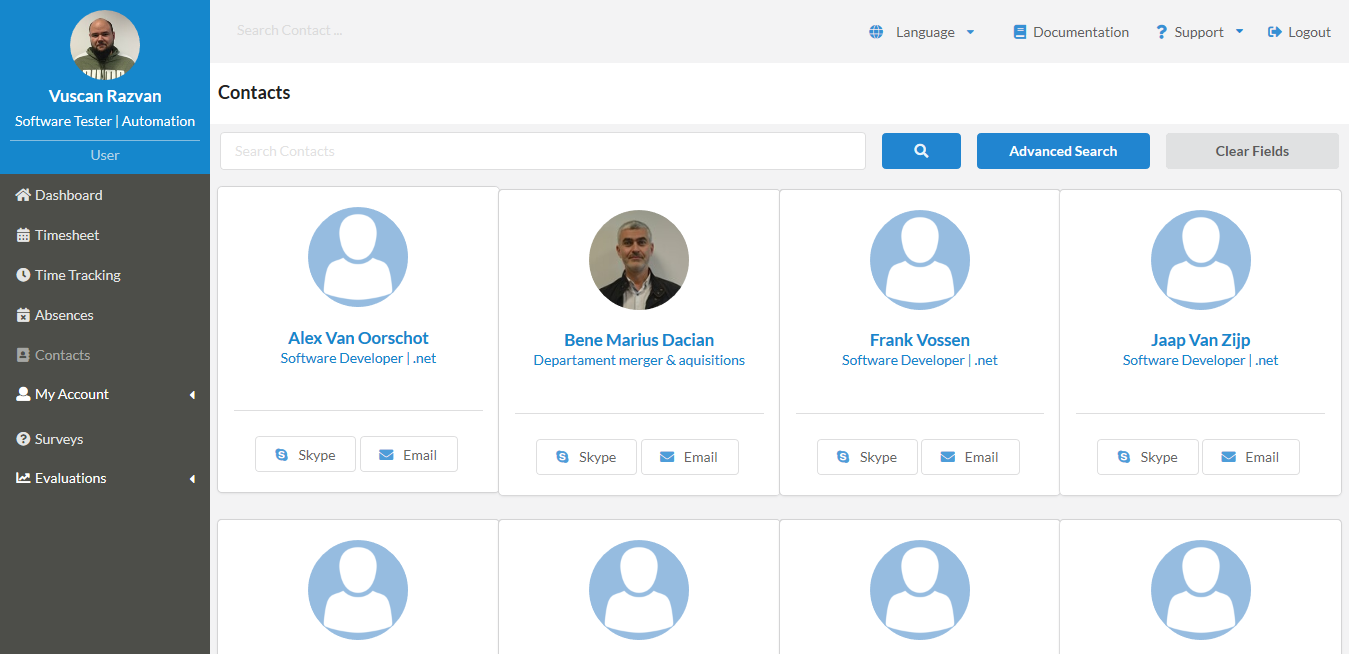 Vuscan Razvan
Software Tester | Automation
User
Dashboard
Timesheet
Time Tracking
Absences
Contacts
My Account
Surveys
Evaluations
Search Contact ...
Language
Documentation
Support
Logout
Contacts
Search Contacts
Advanced Search
Clear Fields
Alex Van Oorschot
Software Developer | .net
Skype
Email
Bene Marius Dacian
Departament merger & aquisitions
Skype
Email
Frank Vossen
Software Developer | .net
Skype
Email
Jaap Van Zijp
Software Developer | .net
Skype
Email